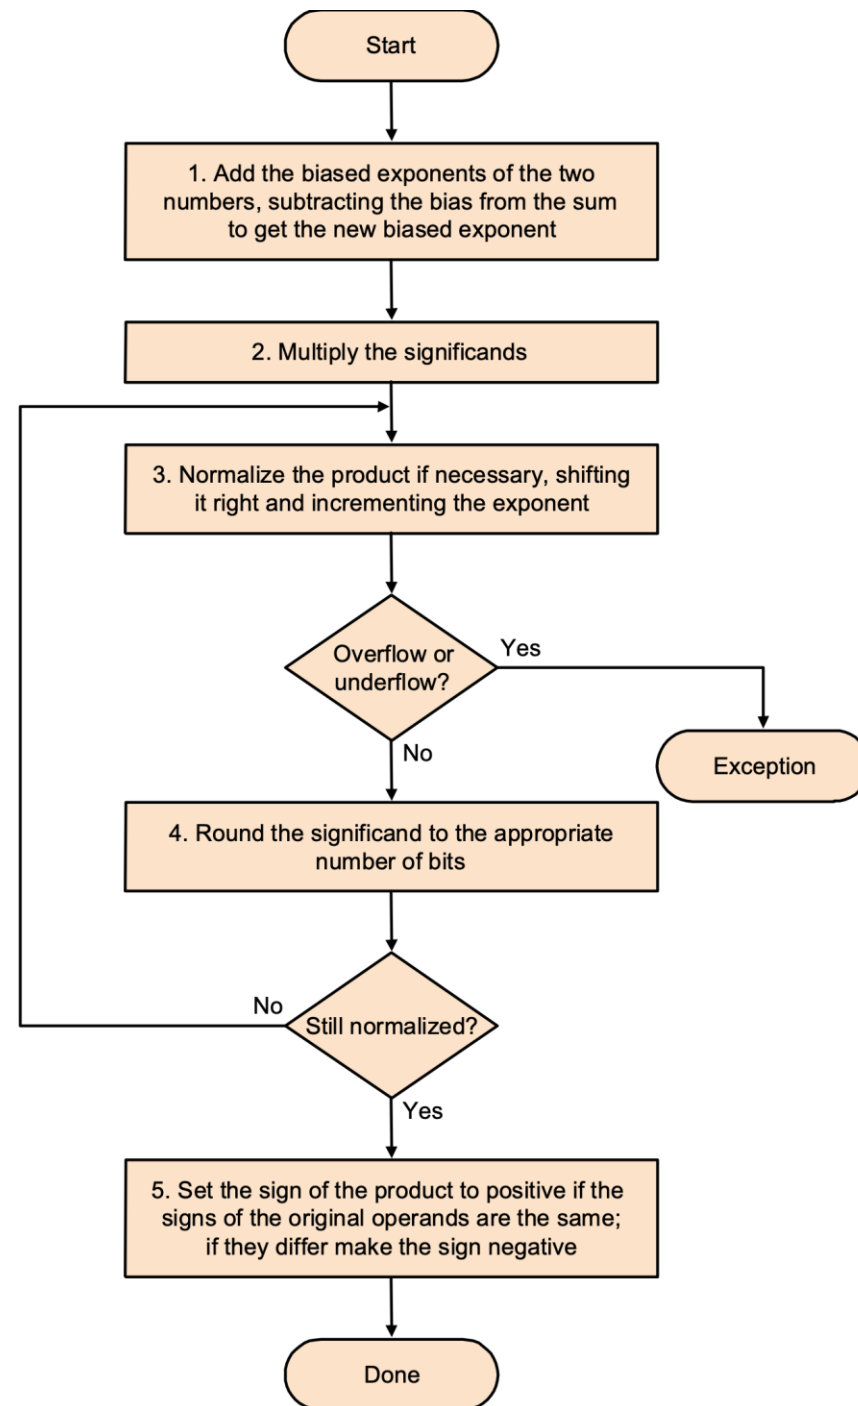 Start
1. Add the biased exponents of the two
numbers, subtracting the bias from the sum
to get the new biased exponent
2. Multiply the significands
3. Normalize the product if necessary, shifting
it right and incrementing the exponent
Overflow or
underflow?
Yes
No
Exception
4. Round the significand to the appropriate
number of bits
No
Still normalized?
Yes
5. Set the sign of the product to positive if the
signs of the original operands are the same;
if they differ make the sign negative
Done